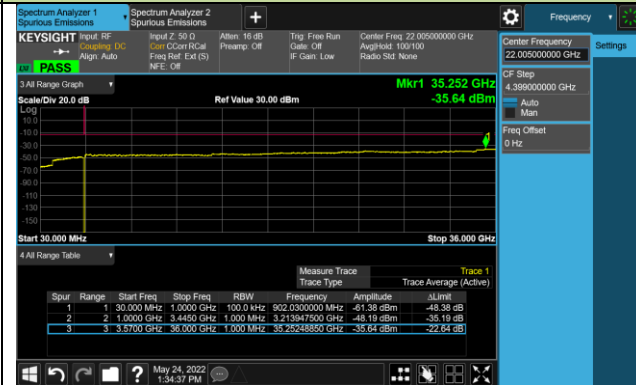 Spectrum Analyzer 1
Spurious Emissions
Spectrum Analyzer 2
Spurious Emissions
+
Frequency
KEYSIGHT
Input: RF
Coupling: DC
Align: Auto
Input Z: 50 Ω
Corr CCorr RCal
Freq Ref: Ext (S)
NFE: Off
Atten: 16 dB
Preamp: Off
Trig: Free Run
Gate: Off
IF Gain: Low
Center Freq: 22.005000000 GHz
Avg|Hold: 100/100
Radio Std: None
PASS
Center Frequency
22.005000000 GHz
Settings
CF Step
4.399000000 GHz
Auto
Man
Freq Offset
0 Hz
3 All Range Graph
Mkr1 35.252 GHz
Scale/Div 20.0 dB
Ref Value 30.00 dBm
-35.64 dBm
Log
10.0
-10.0
-30.0
-50.0
-70.0
-90.0
-110
-130
-150
1
Start 30.000 MHz
Stop 36.000 GHz
4 All Range Table
Measure Trace Trace 1
Trace Type Trace Average (Active)
Spur Range Start Freq Stop Freq RBW Frequency Amplitude ΔLimit
1 1 30.000 MHz 1.0000 GHz 100.0 kHz 902.0300000 MHz -61.38 dBm -48.38 dB
2 2 1.0000 GHz 3.4450 GHz 1.000 MHz 3.213947500 GHz -48.19 dBm -35.19 dB
3 3 3.5700 GHz 36.000 GHz 1.000 MHz 35.25248850 GHz -35.64 dBm -22.64 dB
?
May 24, 2022
1:34:37 PM